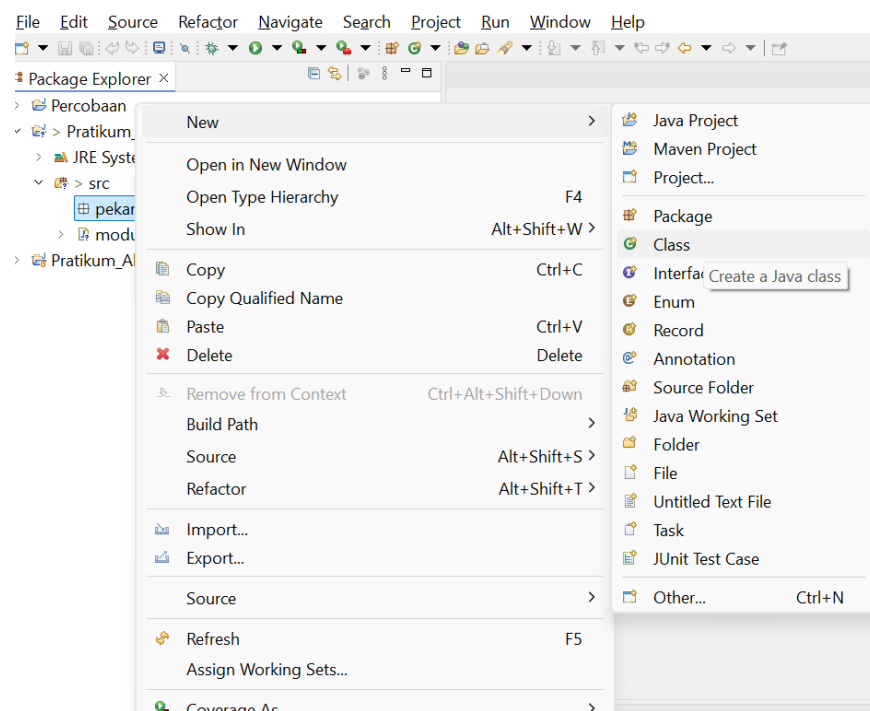 File Edit Source Refactor Navigate Search Project Run Window Help
Package Explorer
Percobaan
> Pratikum_
JRE Syste
> src
pekar
modu
Pratikum_Al
New
Open in New Window
Open Type Hierarchy F4
Show In Alt+Shift+W
Copy Ctrl+C
Copy Qualified Name
Paste Ctrl+V
Delete Delete
Remove from Context Ctrl+Alt+Shift+Down
Build Path
Source Alt+Shift+S
Refactor Alt+Shift+T
Import...
Export...
Source
Refresh F5
Assign Working Sets...
Coverage As
Java Project
Maven Project
Project...
Package
Class
Interfac
Create a Java class
Enum
Record
Annotation
Source Folder
Java Working Set
Folder
File
Untitled Text File
Task
JUnit Test Case
Other... Ctrl+N